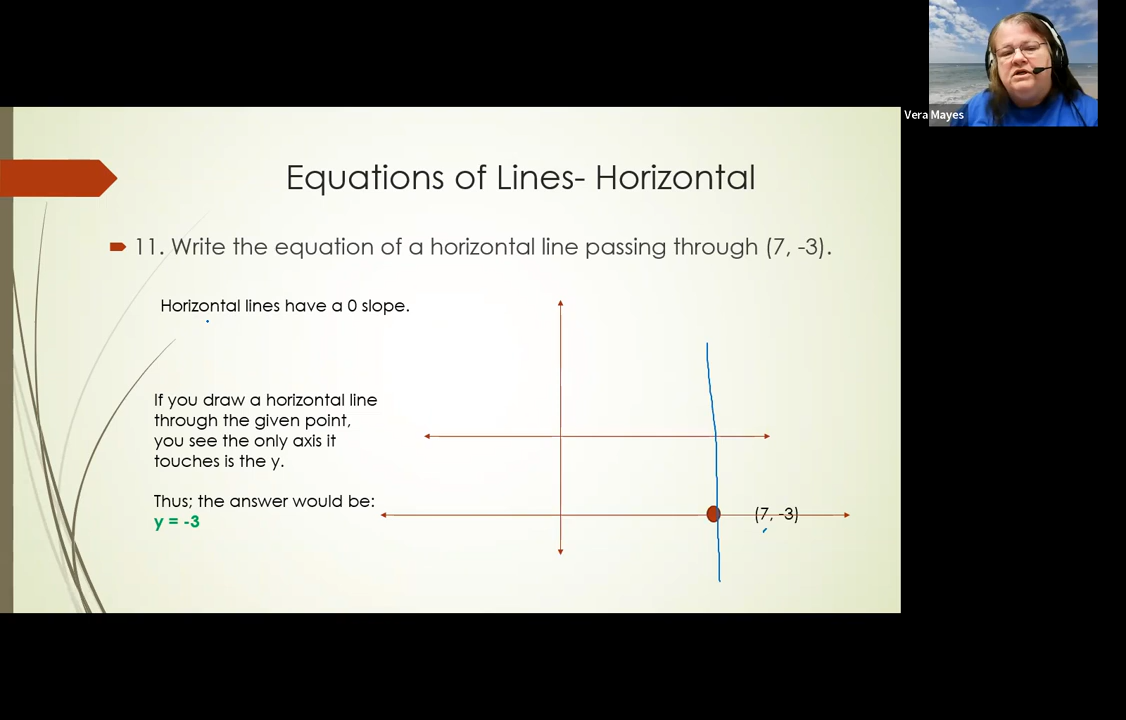 Vera Mayes
Equations of Lines- Horizontal
11. Write the equation of a horizontal line passing through (7, -3).
Horizontal lines have a 0 slope.
If you draw a horizontal line
through the given point,
you see the only axis it
touches is the y.
Thus; the answer would be:
y = -3
(7, -3)